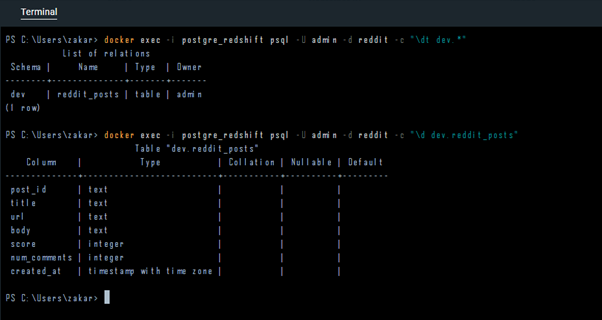 Terminal
PS C:\Users\zakar> docker exec -i postgre_redshift psql -U admin -d reddit -c "\dt dev.*"
List of relations
Schema | Name | Type | Owner
--------+--------------+-------+-------
dev | reddit_posts | table | admin
(1 row)
PS C:\Users\zakar> docker exec -i postgre_redshift psql -U admin -d reddit -c "\d dev.reddit_posts"
Table "dev.reddit_posts"
Column | Type | Collation | Nullable | Default
--------------+--------------------------+-----------+----------+---------
post_id | text | | |
title | text | | |
url | text | | |
body | text | | |
score | integer | | |
num_comments | integer | | |
created_at | timestamp with time zone | | |
PS C:\Users\zakar>